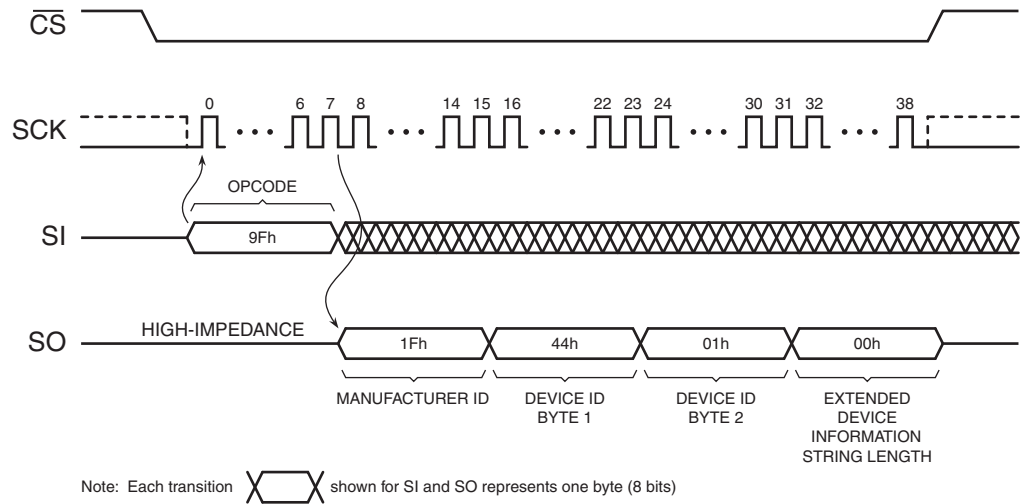 CS
SCK
0 6 7 8 14 15 16 22 23 24 30 31 32 38
OPCODE
SI
9Fh
HIGH-IMPEDANCE
SO
1Fh 44h 01h 00h
MANUFACTURER ID
DEVICE ID
BYTE 1
DEVICE ID
BYTE 2
EXTENDED
DEVICE
INFORMATION
STRING LENGTH
Note: Each transition shown for SI and SO represents one byte (8 bits)